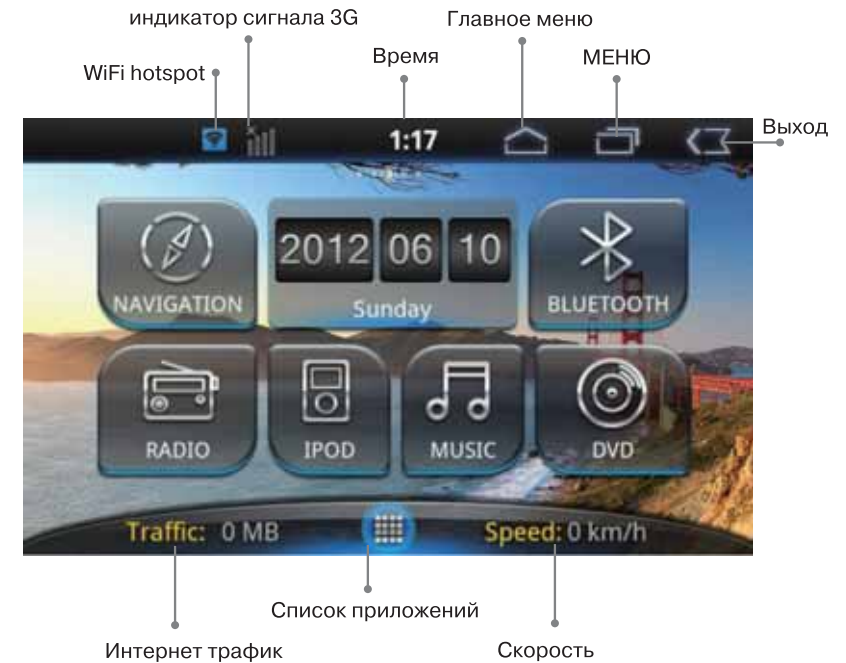 индикатор сигнала 3G
Главное меню
WiFi hotspot
Время
МЕНЮ
Выход
1:17
2012 06 10
Sunday
NAVIGATION
BLUETOOTH
RADIO
IPOD
MUSIC
DVD
Traffic: 0 MB
Speed: 0 km/h
Список приложений
Интернет трафик
Скорость